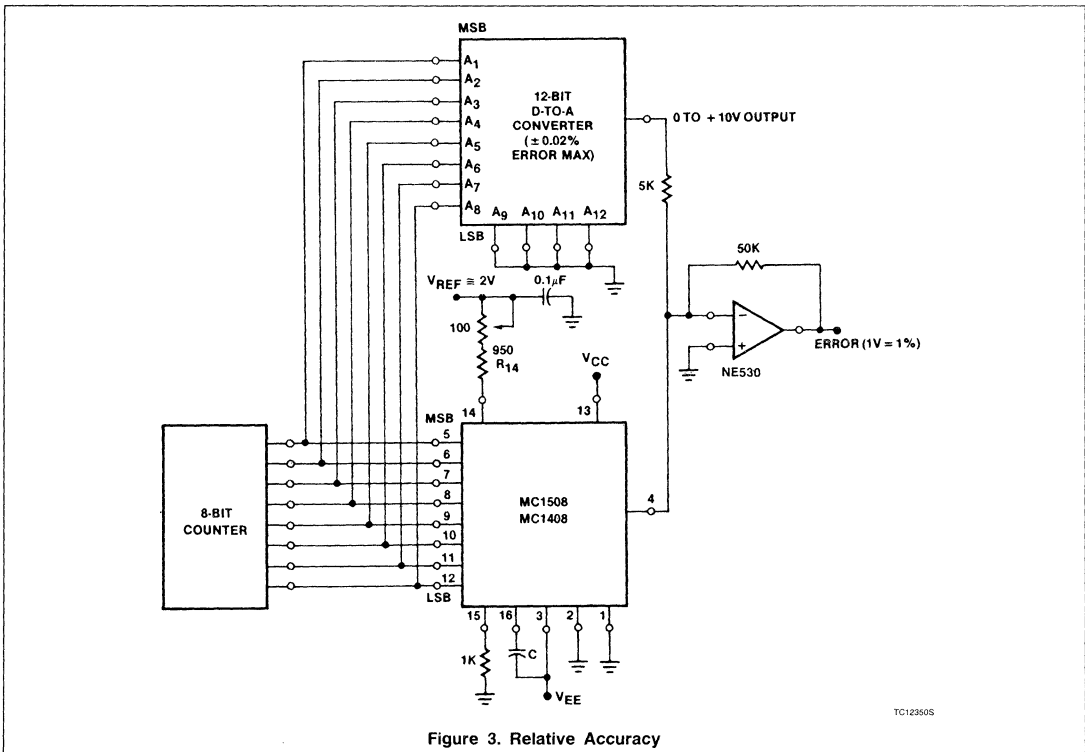 MSB
A1
A2
A3
A4
A5
A6
A7
A8
12-BIT
D-TO-A
CONVERTER
(±0.02%
ERROR MAX)
A9 A10 A11 A12
LSB
0 TO +10V OUTPUT
5K
50K
VREF ≅ 2V
0.1μF
100
950
R14
VCC
ERROR (1V = 1%)
NE530
14
13
MSB
5
6
7
8
9
10
11
12
LSB
8-BIT
COUNTER
MC1508
MC1408
4
15 16 3 2 1
1K
C
VEE
TC12350S
Figure 3. Relative Accuracy